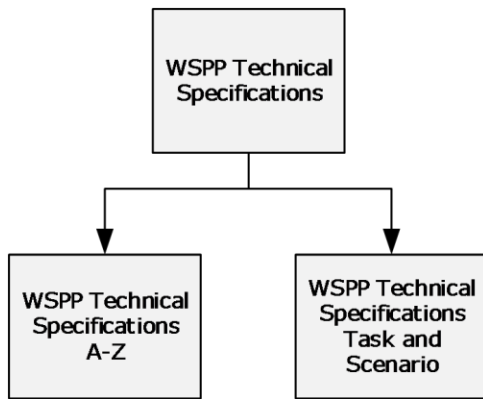 WSPP Technical
Specifications
WSPP Technical
Specifications
A-Z
WSPP Technical
Specifications
Task and
Scenario